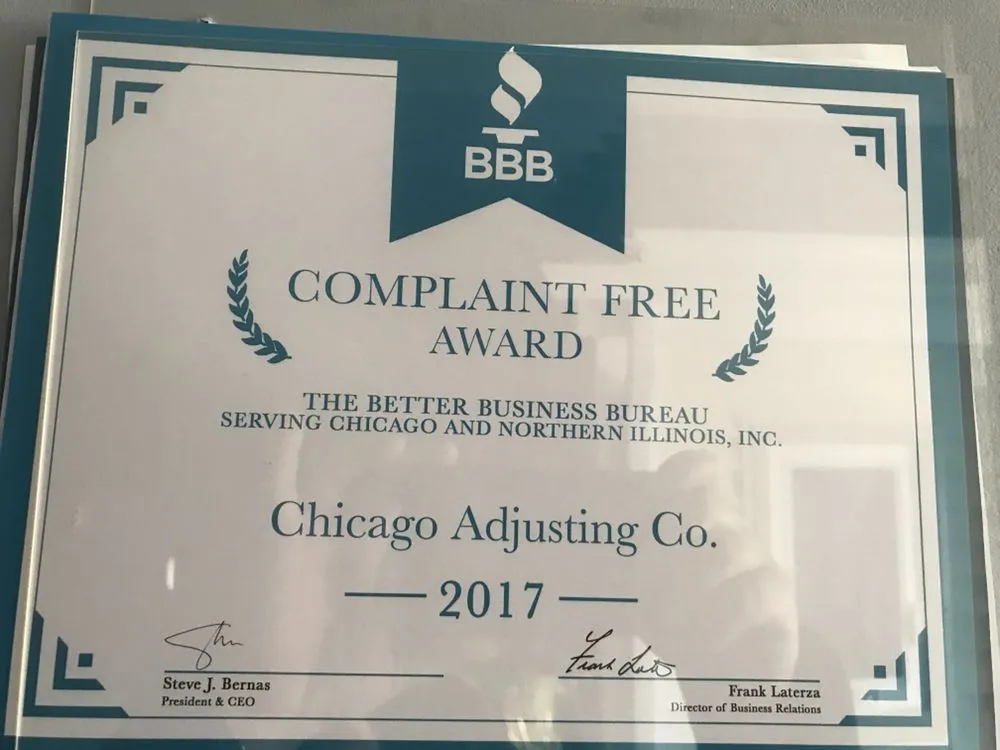 BBB
COMPLAINT FREE
AWARD
THE BETTER BUSINESS BUREAU
SERVING CHICAGO AND NORTHERN ILLINOIS, INC.
Chicago Adjusting Co.
2017
Steve J. Bernas
President & CEO
Frank Laterza
Director of Business Relations